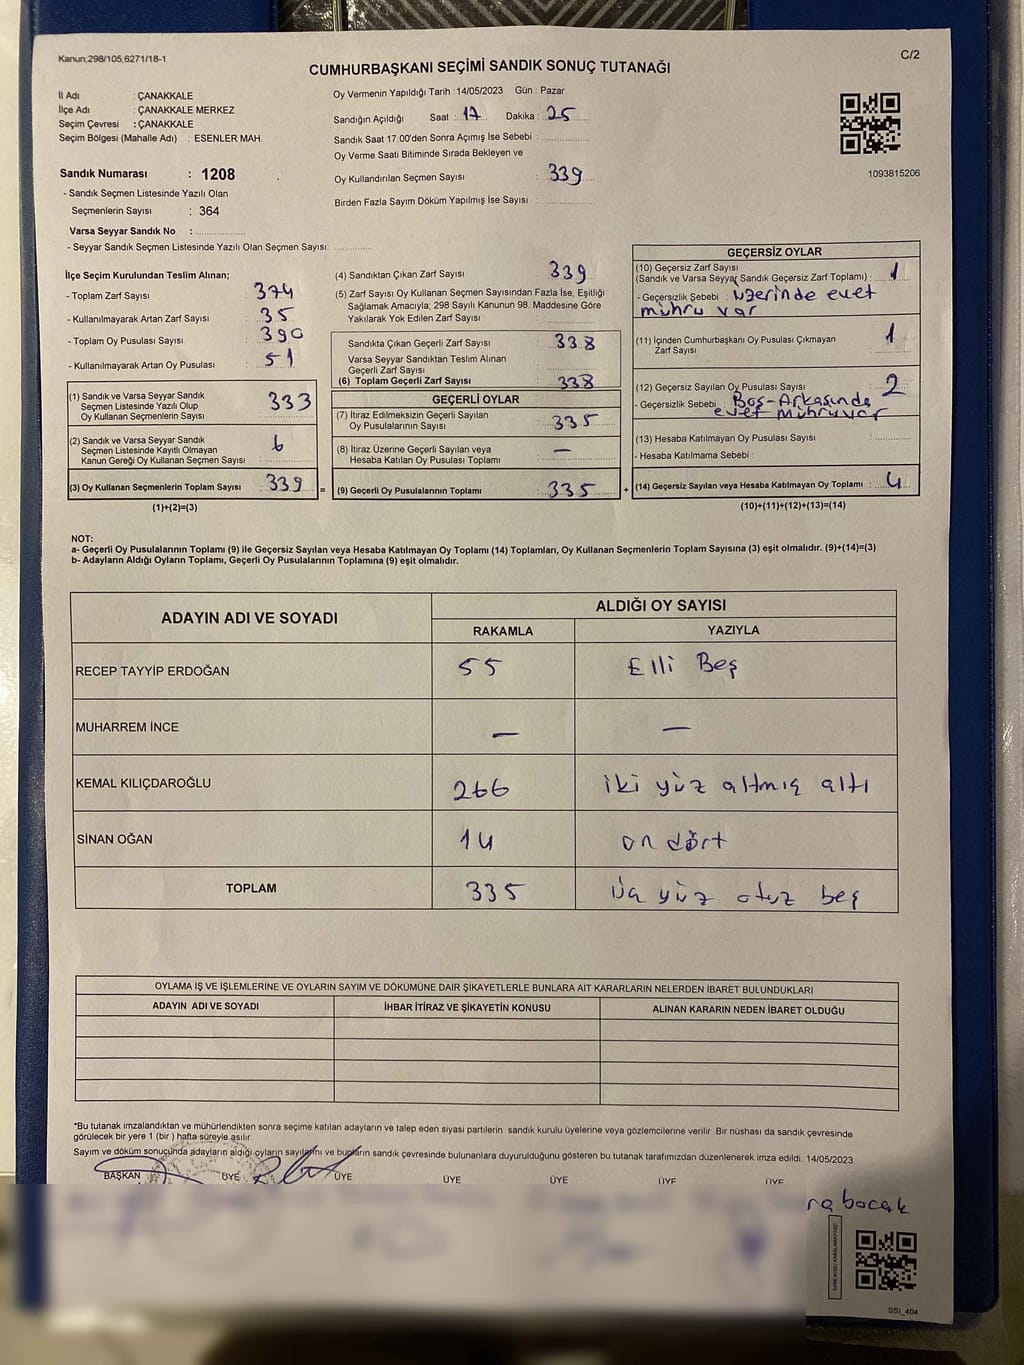 Kanun;298/105,6271/18-1
C/2
CUMHURBAŞKANI SEÇİMİ SANDIK SONUÇ TUTANAĞI
İl Adı : ÇANAKKALE
İlçe Adı : ÇANAKKALE MERKEZ
Seçim Çevresi : ÇANAKKALE
Seçim Bölgesi (Mahalle Adı) : ESENLER MAH.
Sandık Numarası : 1208
- Sandık Seçmen Listesinde Yazılı Olan
Seçmenlerin Sayısı : 364
Varsa Seyyar Sandık No :
- Seyyar Sandık Seçmen Listesinde Yazılı Olan Seçmen Sayısı:
Oy Vermenin Yapıldığı Tarih :14/05/2023 Gün : Pazar
Sandığın Açıldığı Saat : 17 Dakika : 25
Sandık Saat 17:00'den Sonra Açımış İse Sebebi :
Oy Verme Saati Bitiminde Sırada Bekleyen ve
Oy Kullandırılan Seçmen Sayısı : 339
Birden Fazla Sayım Döküm Yapılmış İse Sayısı :
1093815206
İlçe Seçim Kurulundan Teslim Alınan;
- Toplam Zarf Sayısı : 374
- Kullanılmayarak Artan Zarf Sayısı : 35
- Toplam Oy Pusulası Sayısı : 390
- Kullanılmayarak Artan Oy Pusulası : 51
(1) Sandık ve Varsa Seyyar Sandık
Seçmen Listesinde Yazılı Olup
Oy Kullanan Seçmenlerin Sayısı 333
(2) Sandık ve Varsa Seyyar Sandık
Seçmen Listesinde Kayıtlı Olmayan
Kanun Gereği Oy Kullanan Seçmen Sayısı 6
(3) Oy Kullanan Seçmenlerin Toplam Sayısı 339 =
(1)+(2)=(3)
(4) Sandıktan Çıkan Zarf Sayısı : 339
(5) Zarf Sayısı Oy Kullanan Seçmen Sayısından Fazla İse, Eşitliği
Sağlamak Amacıyla; 298 Sayılı Kanunun 98. Maddesine Göre
Yakılarak Yok Edilen Zarf Sayısı :
Sandıkta Çıkan Geçerli Zarf Sayısı : 338
Varsa Seyyar Sandıktan Teslim Alınan
Geçerli Zarf Sayısı :
(6) Toplam Geçerli Zarf Sayısı : 338
GEÇERLİ OYLAR
(7) İtiraz Edilmeksizin Geçerli Sayılan
Oy Pusulalarının Sayısı : 335
(8) İtiraz Üzerine Geçerli Sayılan veya
Hesaba Katılan Oy Pusulası Toplamı : —
(9) Geçerli Oy Pusulalarının Toplamı : 335 +
GEÇERSİZ OYLAR
(10) Geçersiz Zarf Sayısı
(Sandık ve Varsa Seyyar Sandık Geçersiz Zarf Toplamı) : 1
- Geçersizlik Sebebi : üzerinde evet
mührü var
(11) İçinden Cumhurbaşkanı Oy Pusulası Çıkmayan
Zarf Sayısı : 1
(12) Geçersiz Sayılan Oy Pusulası Sayısı : 2
- Geçersizlik Sebebi : Boş-Arkasında
evet mührü var
(13) Hesaba Katılmayan Oy Pusulası Sayısı :
- Hesaba Katılmama Sebebi :
(14) Geçersiz Sayılan veya Hesaba Katılmayan Oy Toplamı : 4
(10)+(11)+(12)+(13)=(14)
NOT:
a- Geçerli Oy Pusulalarının Toplamı (9) ile Geçersiz Sayılan veya Hesaba Katılmayan Oy Toplamı (14) Toplamları, Oy Kullanan Seçmenlerin Toplam Sayısına (3) eşit olmalıdır. (9)+(14)=(3)
b- Adayların Aldığı Oyların Toplamı, Geçerli Oy Pusulalarının Toplamına (9) eşit olmalıdır.
ADAYIN ADI VE SOYADI
ALDIĞI OY SAYISI
RAKAMLA YAZIYLA
RECEP TAYYİP ERDOĞAN 55 Elli Beş
MUHARREM İNCE — —
KEMAL KILIÇDAROĞLU 266 iki yüz altmış altı
SİNAN OĞAN 14 on dört
TOPLAM 335 üç yüz otuz beş
OYLAMA İŞ VE İŞLEMLERİNE VE OYLARIN SAYIM VE DÖKÜMÜNE DAİR ŞİKAYETLERLE BUNLARA AİT KARARLARIN NELERDEN İBARET BULUNDUKLARI
ADAYIN ADI VE SOYADI İHBAR İTİRAZ VE ŞİKAYETİN KONUSU ALINAN KARARIN NEDEN İBARET OLDUĞU
*Bu tutanak imzalandıktan ve mühürlendikten sonra seçime katılan adayların ve talep eden siyasi partilerin sandık kurulu üyelerine ve gözlemcilerine verilir. Bir nüshası da sandık çevresinde
görülecek bir yere 1 (bir ) hafta süreyle asılır.
Sayım ve döküm sonucunda adayların aldığı oyların sayılarını ve bunların sandık çevresinde bulunanlara duyurulduğunu gösteren bu tutanak tarafımızdan düzenlenerek imza edildi. 14/05/2023
BAŞKAN ÜYE ÜYE ÜYE ÜYE ÜYE ÜYE
SSİ_404